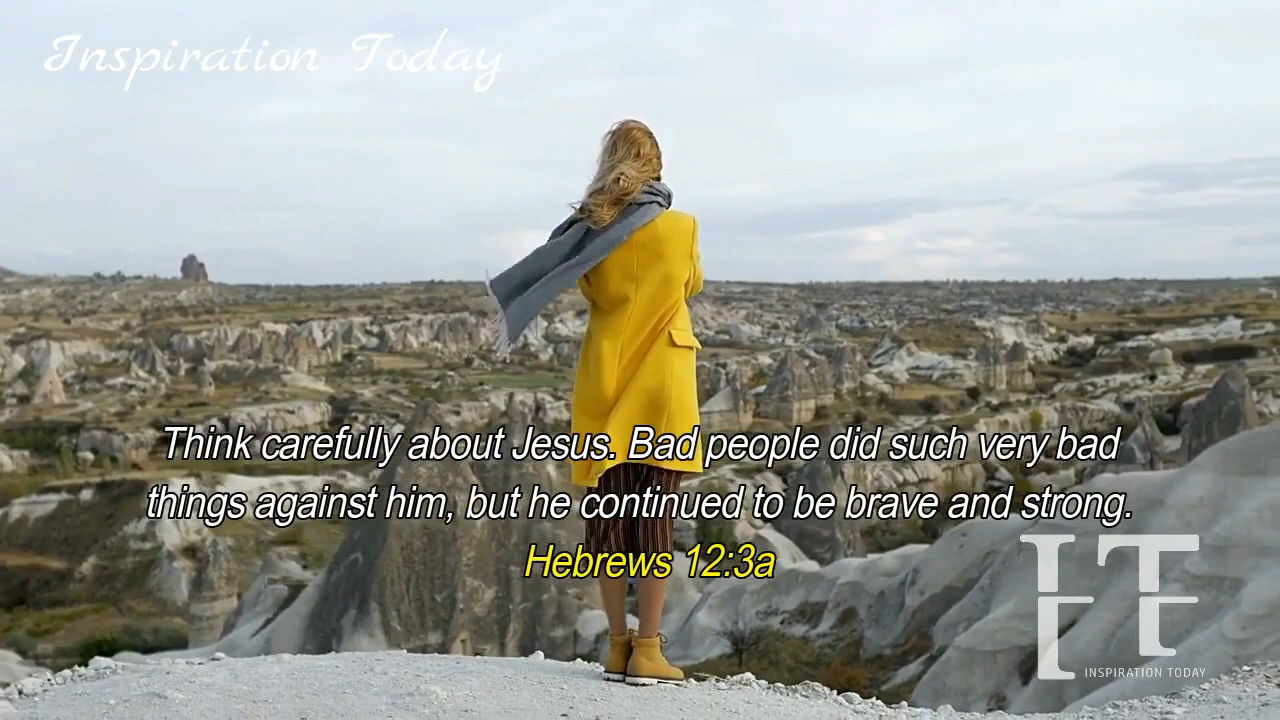 Inspiration Today
Think carefully about Jesus. Bad people did such very bad
things against him, but he continued to be brave and strong.
Hebrews 12:3a
IT
INSPIRATION TODAY